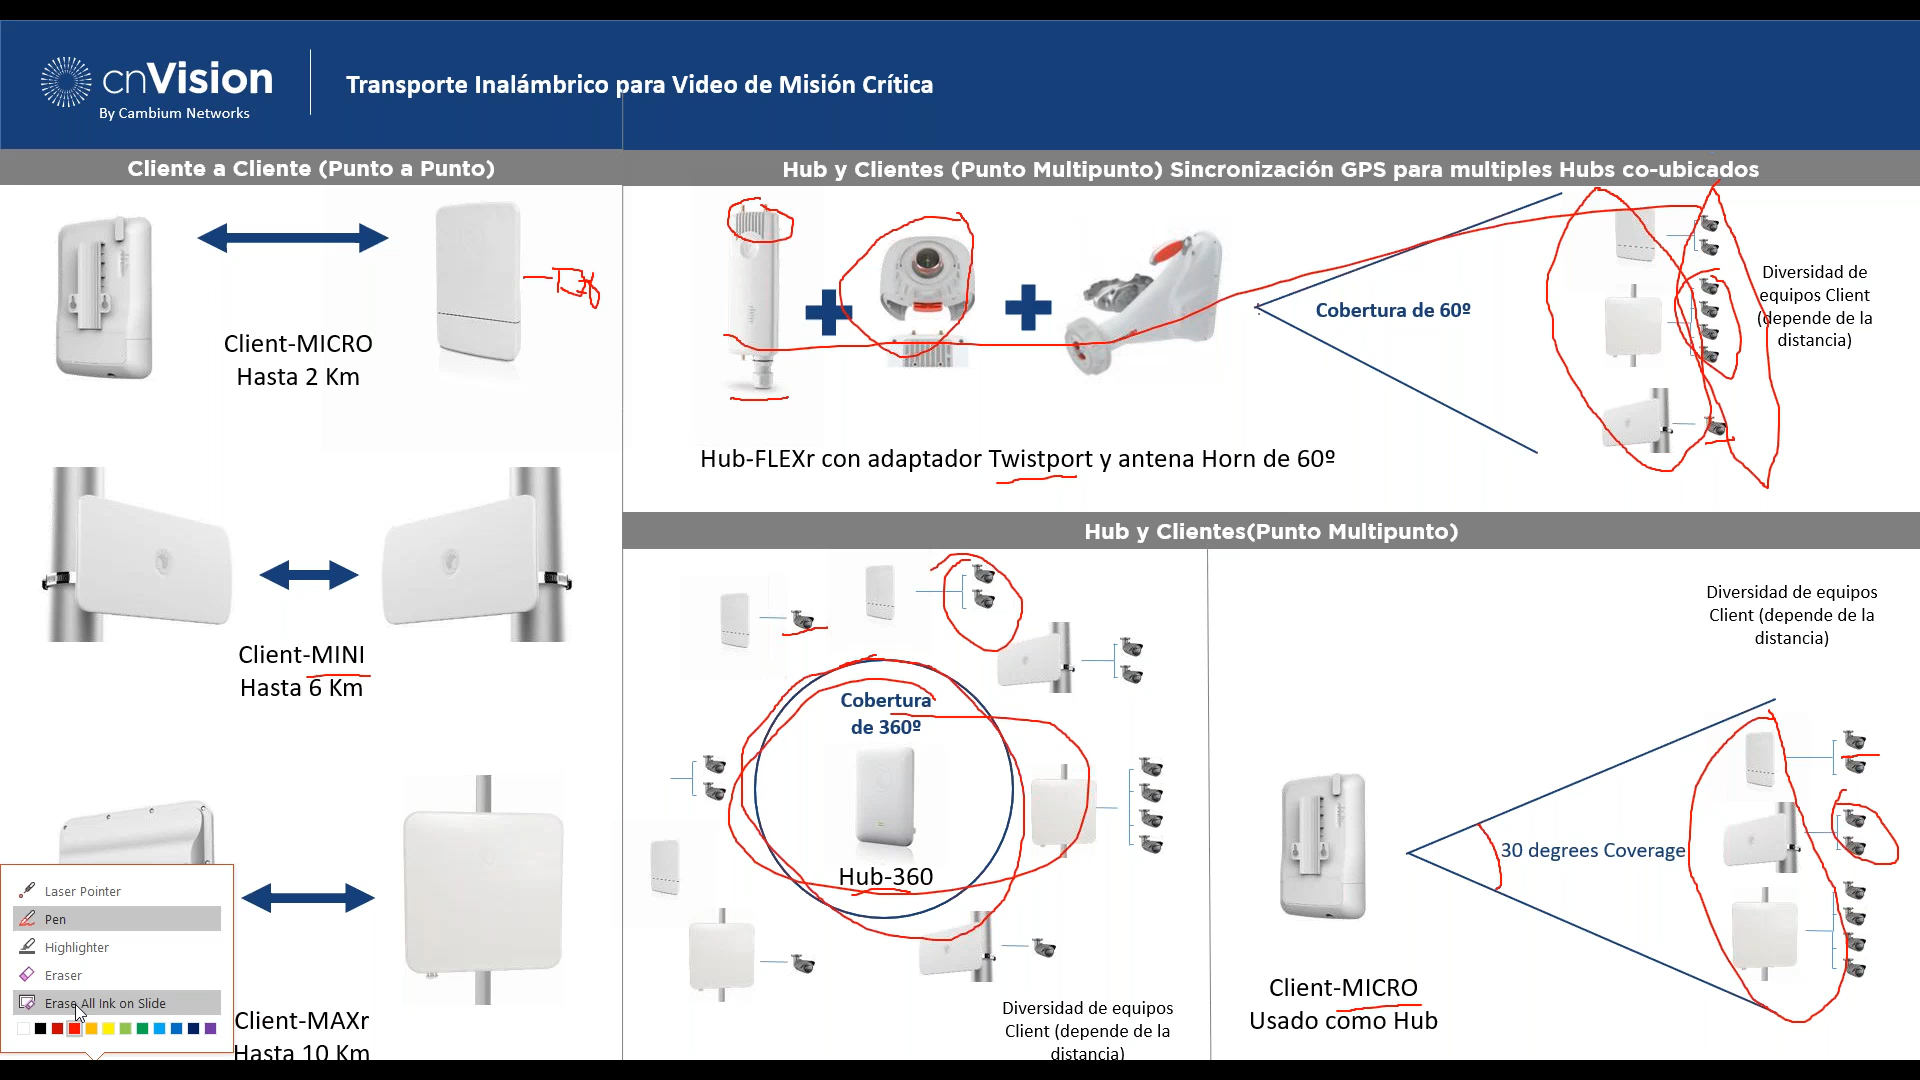 cnVision
By Cambium Networks
Transporte Inalámbrico para Video de Misión Crítica
Cliente a Cliente (Punto a Punto)
Client-MICRO
Hasta 2 Km
Client-MINI
Hasta 6 Km
Client-MAXr
Hasta 10 Km
Hub y Clientes (Punto Multipunto) Sincronización GPS para multiples Hubs co-ubicados
Cobertura de 60º
Diversidad de
equipos Client
(depende de la
distancia)
Hub-FLEXr con adaptador Twistport y antena Horn de 60º
Hub y Clientes(Punto Multipunto)
Cobertura
de 360º
Hub-360
Diversidad de equipos
Client (depende de la
distancia)
Diversidad de equipos
Client (depende de la
distancia)
30 degrees Coverage
Client-MICRO
Usado como Hub
Laser Pointer
Pen
Highlighter
Eraser
Erase All Ink on Slide